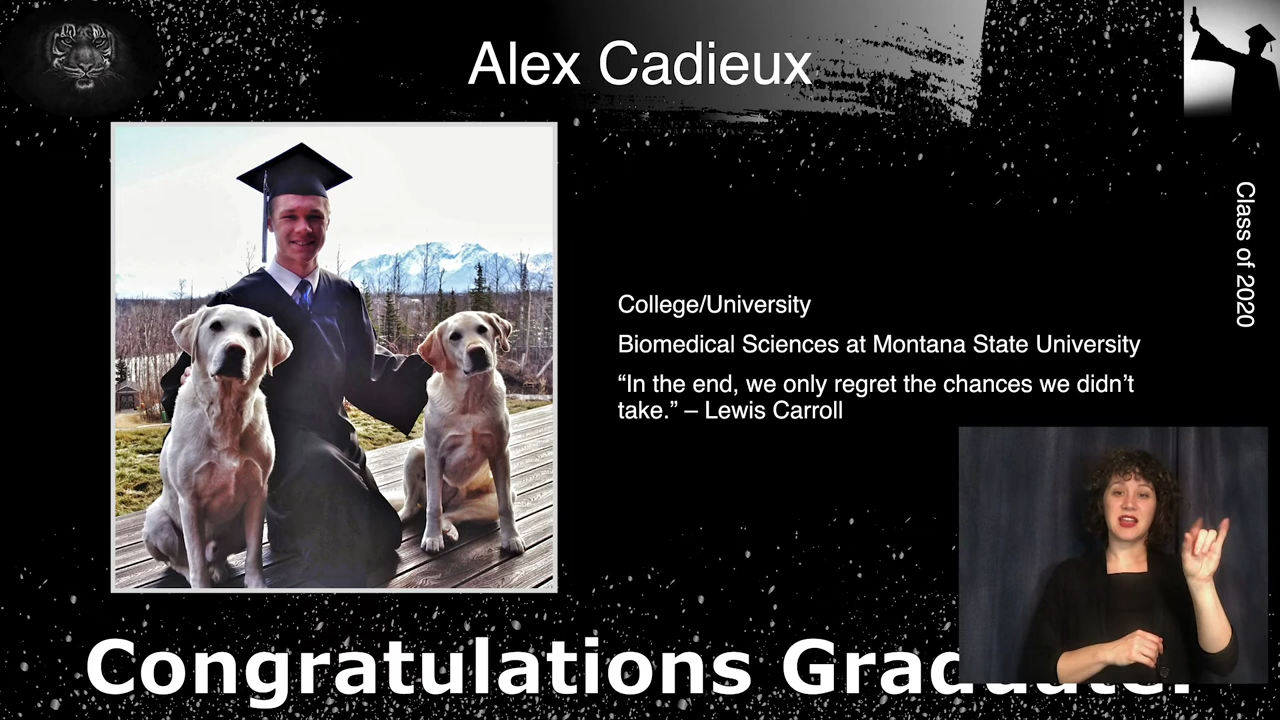 Alex Cadieux
Class of 2020
College/University
Biomedical Sciences at Montana State University
“In the end, we only regret the chances we didn’t
take.” – Lewis Carroll
Congratulations